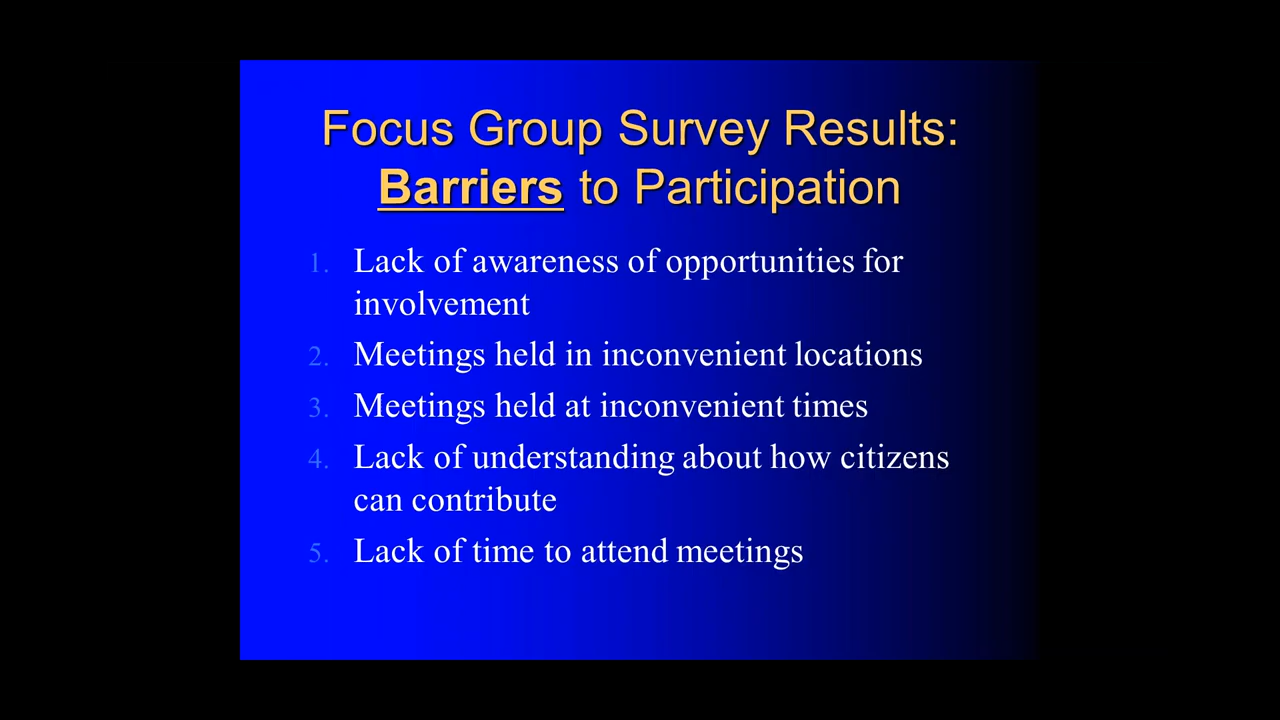 Focus Group Survey Results:
Barriers to Participation
1. Lack of awareness of opportunities for
involvement
2. Meetings held in inconvenient locations
3. Meetings held at inconvenient times
4. Lack of understanding about how citizens
can contribute
5. Lack of time to attend meetings